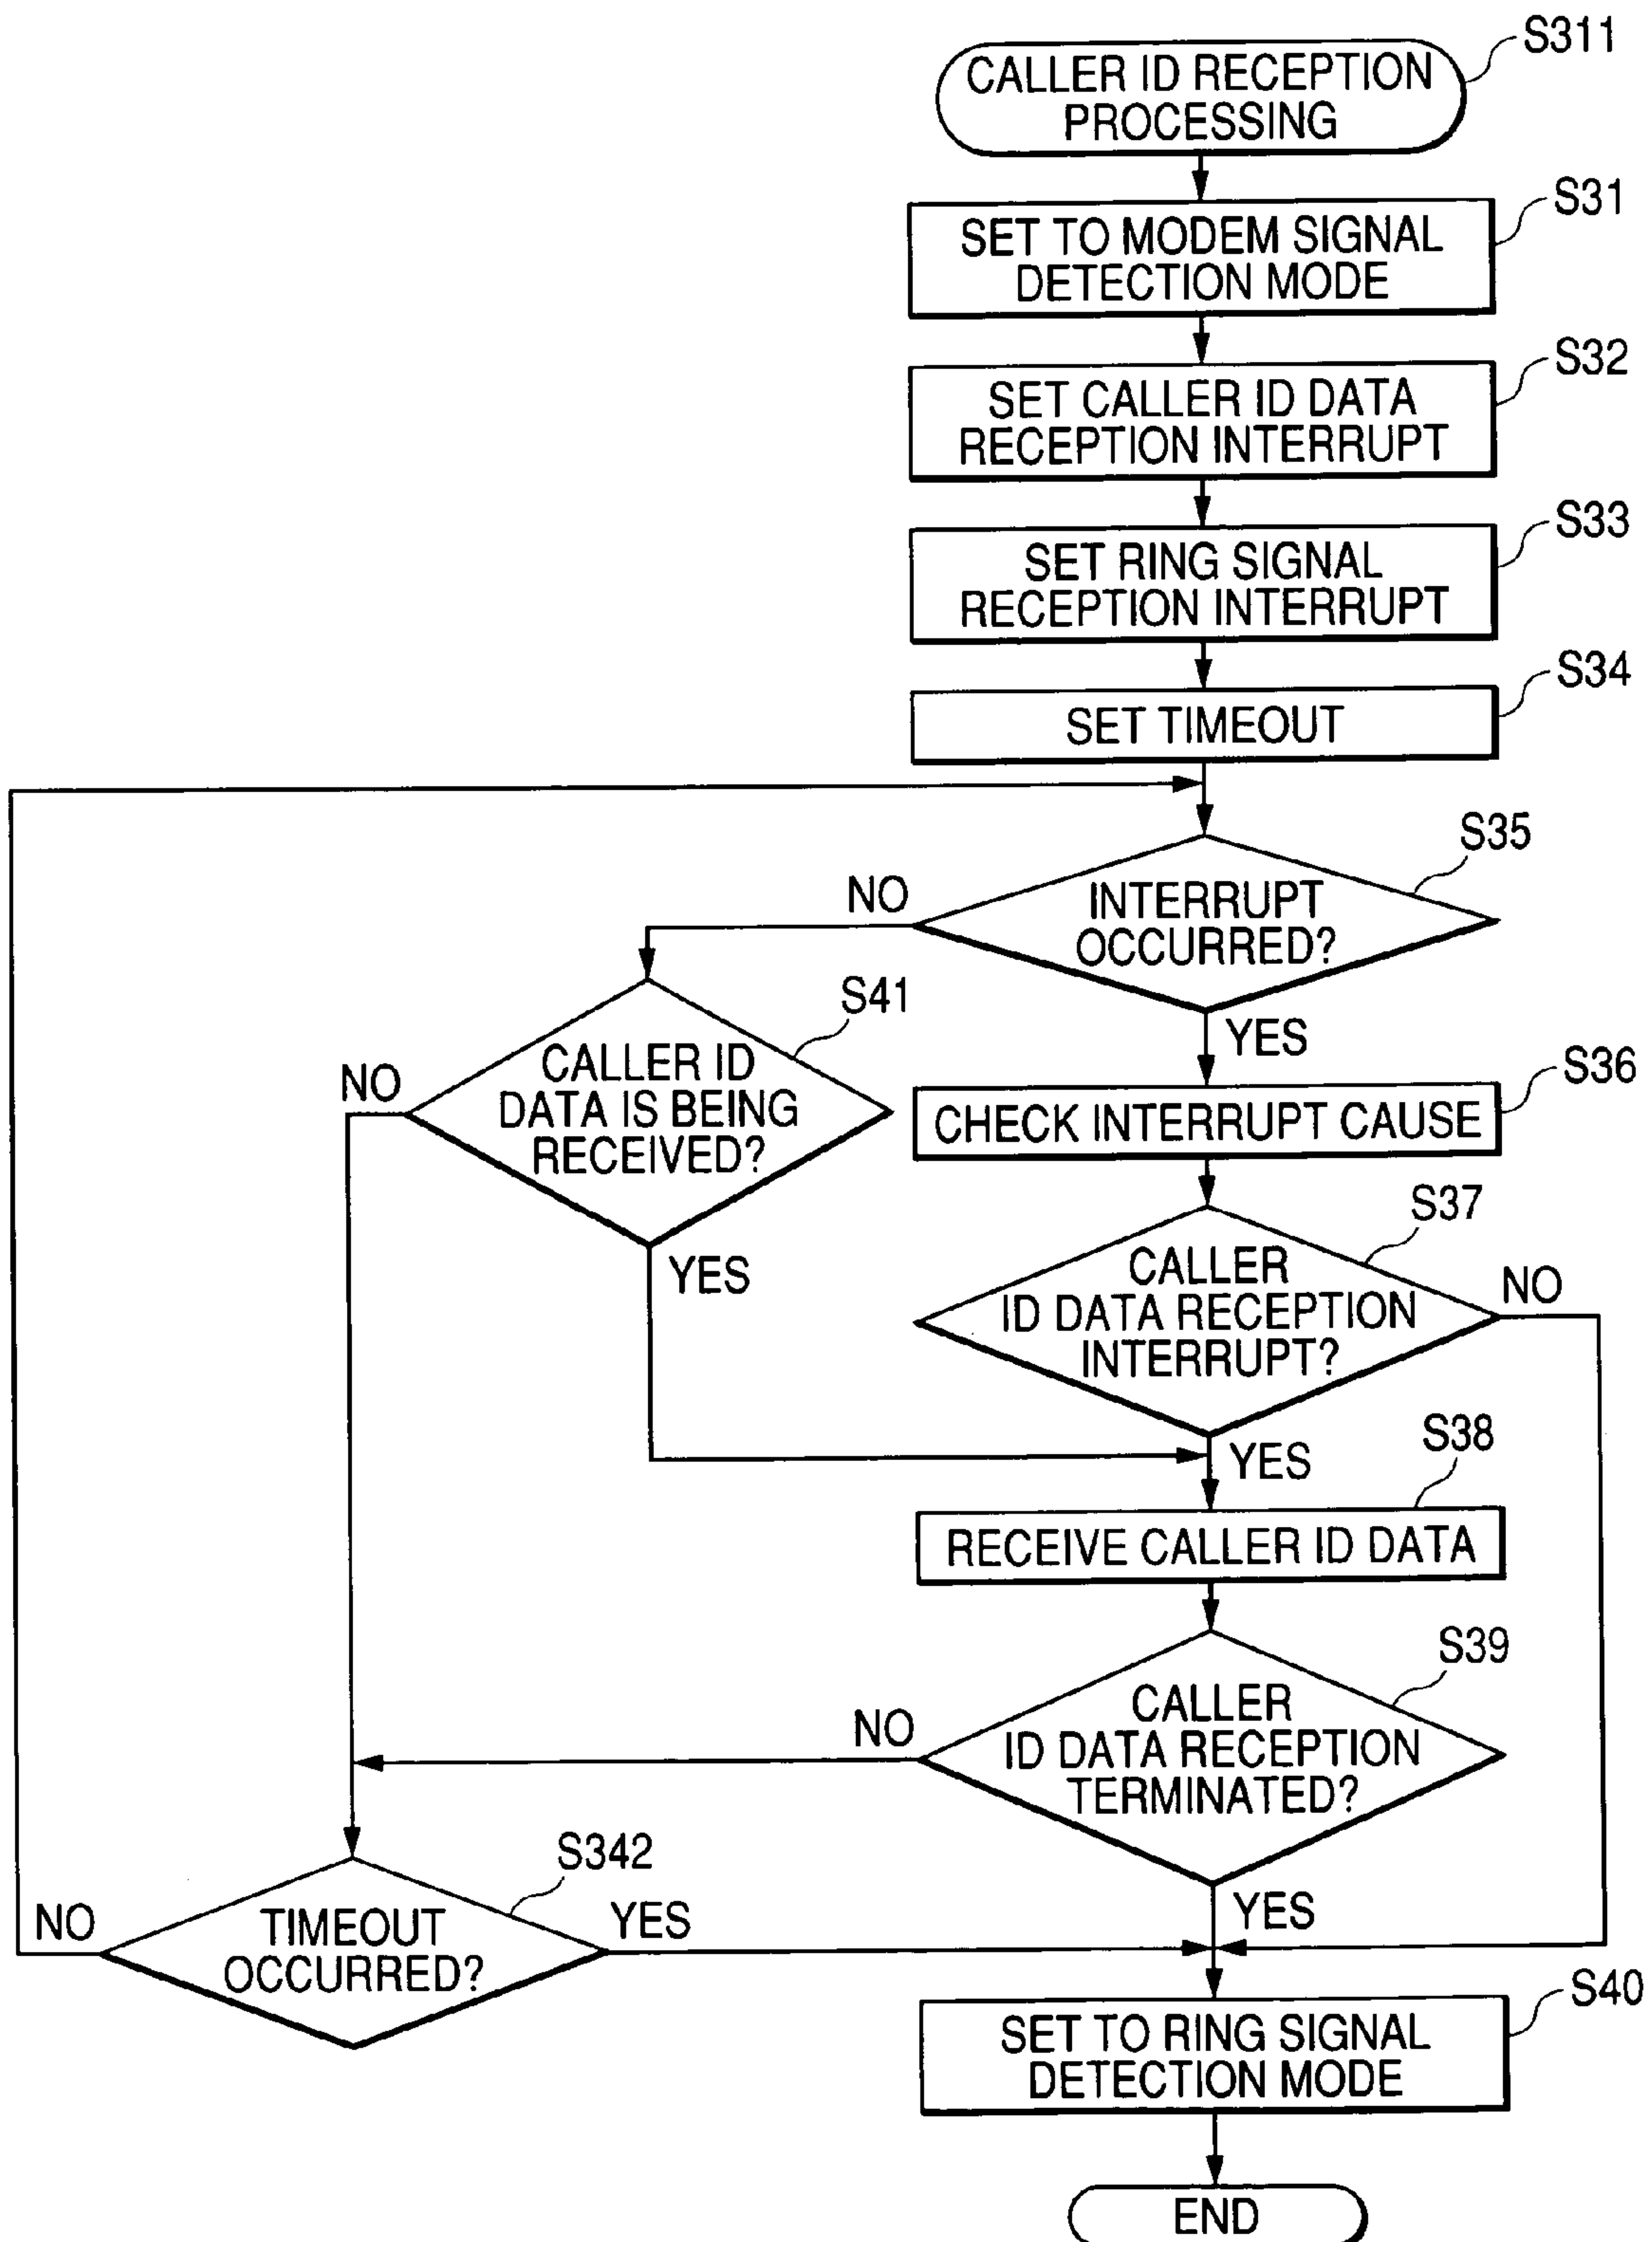 S311
CALLER ID RECEPTION
PROCESSING
S31
SET TO MODEM SIGNAL
DETECTION MODE
S32
SET CALLER ID DATA
RECEPTION INTERRUPT
S33
SET RING SIGNAL
RECEPTION INTERRUPT
S34
SET TIMEOUT
S35
NO
INTERRUPT
OCCURRED?
YES
S41
NO
CALLER ID
DATA IS BEING
RECEIVED?
YES
S36
CHECK INTERRUPT CAUSE
S37
CALLER
ID DATA RECEPTION
INTERRUPT?
NO
YES
S38
RECEIVE CALLER ID DATA
S39
NO
CALLER
ID DATA RECEPTION
TERMINATED?
YES
S342
NO
TIMEOUT
OCCURRED?
YES
S40
SET TO RING SIGNAL
DETECTION MODE
END